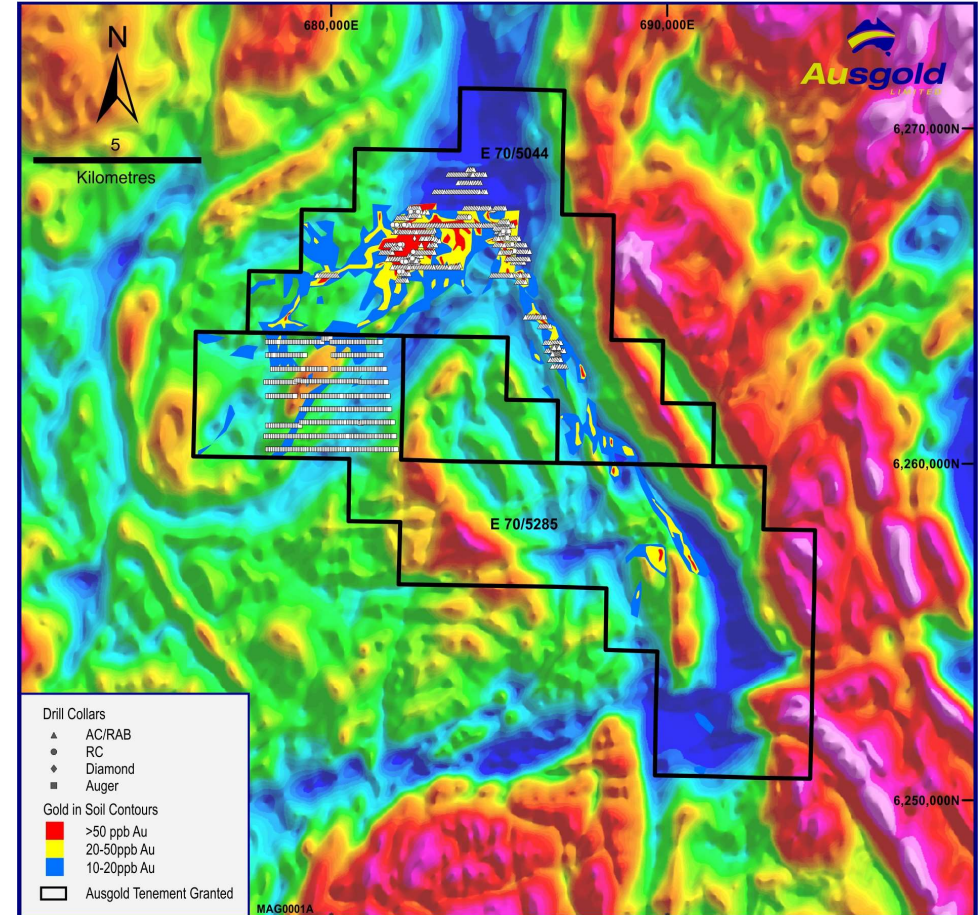 680,000E
690,000E
N
Ausgold
LIMITED
6,270,000N
5
Kilometres
E 70/5044
6,260,000N
E 70/5285
6,250,000N
Drill Collars
AC/RAB
RC
Diamond
Auger
Gold in Soil Contours
>50 ppb Au
20-50ppb Au
10-20ppb Au
Ausgold Tenement Granted
MAG0001A